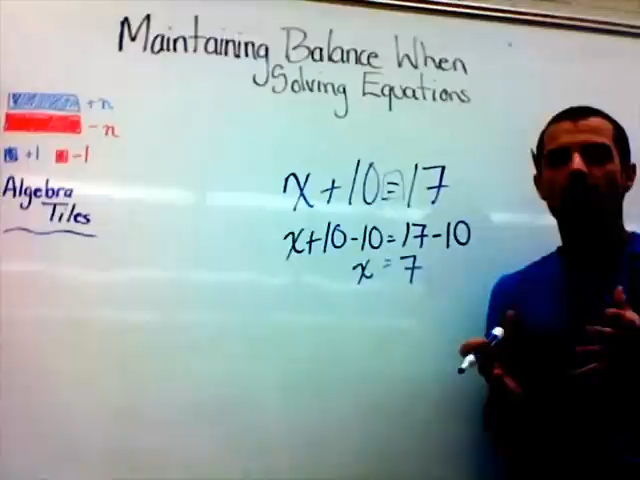 Maintaining Balance When
Solving Equations
+n
-n
+1 -1
Algebra
Tiles
x+10=17
x+10-10=17-10
x=7